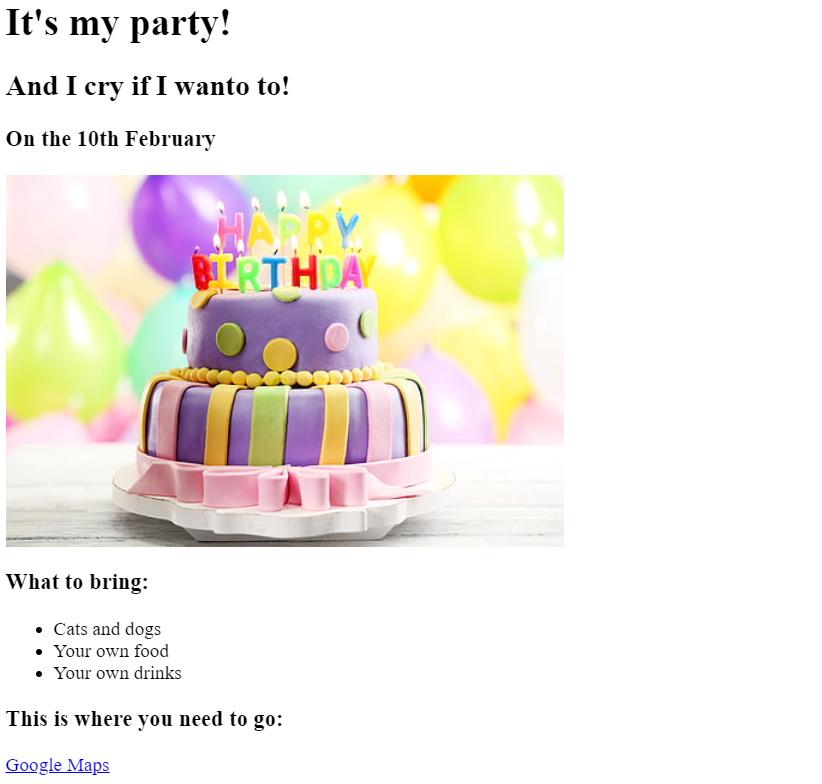 It's my party!
And I cry if I wanto to!
On the 10th February
HAPPY
BIRTHDAY
What to bring:
Cats and dogs
Your own food
Your own drinks
This is where you need to go:
Google Maps